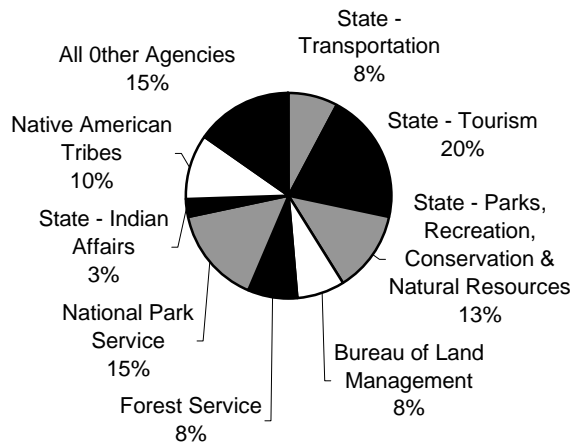 State -
Transportation
8%
State - Tourism
20%
State - Parks,
Recreation,
Conservation &
Natural Resources
13%
Bureau of Land
Management
8%
Forest Service
8%
National Park
Service
15%
State - Indian
Affairs
3%
Native American
Tribes
10%
All 0ther Agencies
15%